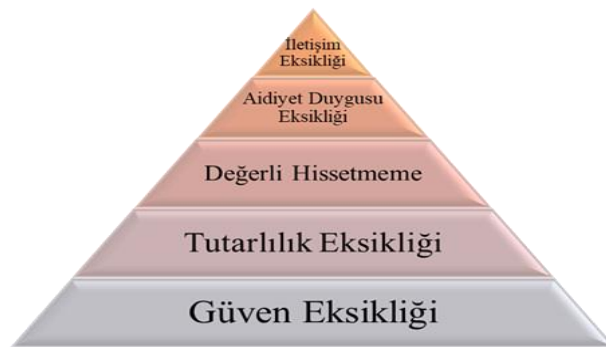 İletişim
Eksikliği
Aidiyet Duygusu
Eksikliği
Değerli Hissetmeme
Tutarlılık Eksikliği
Güven Eksikliği